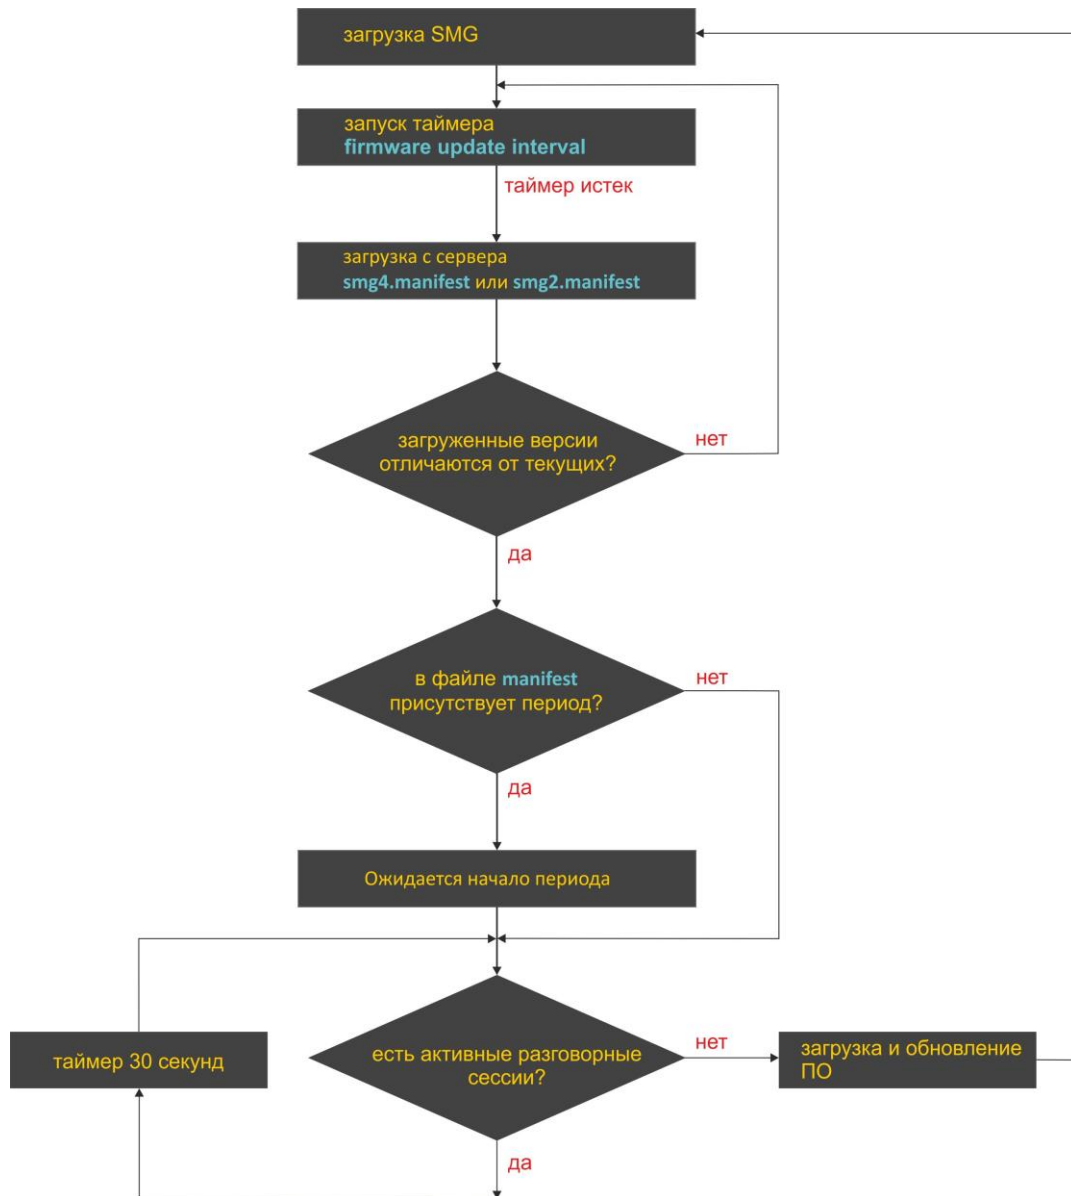 загрузка SMG
запуск таймера
firmware update interval
таймер истек
загрузка с сервера
smg4.manifest или smg2.manifest
загруженные версии
отличаются от текущих?
нет
да
в файле manifest
присутствует период?
нет
да
Ожидается начало периода
таймер 30 секунд
есть активные разговорные
сессии?
нет
загрузка и обновление
ПО
да